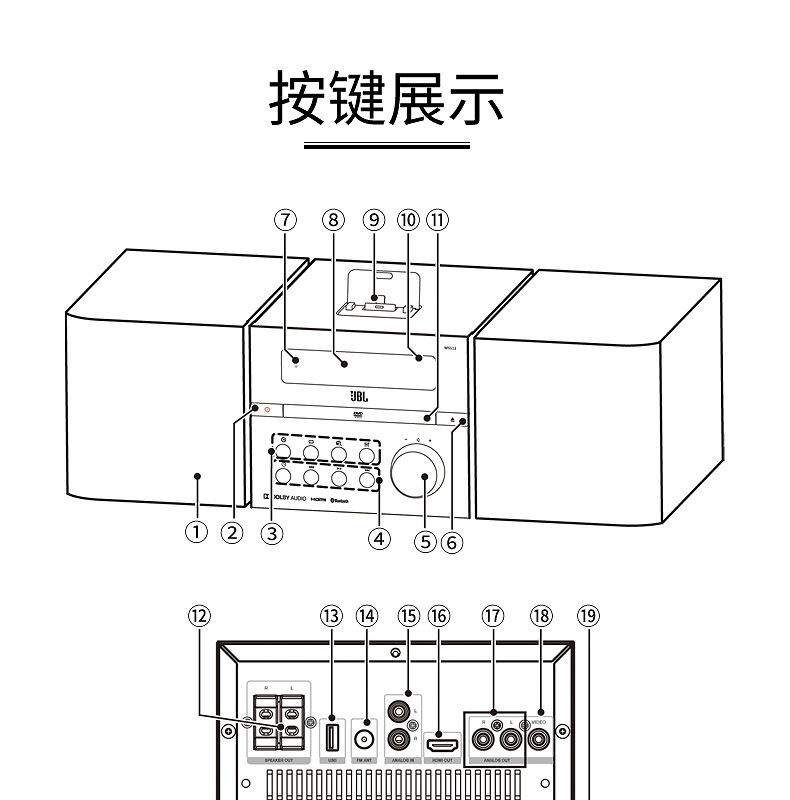 按键展示
⑦ ⑧ ⑨ ⑩ ⑪
MS512
JBL
DVD
DOLBY AUDIO HDMI Bluetooth
① ② ③ ④ ⑤ ⑥
⑫ ⑬ ⑭ ⑮ ⑯ ⑰ ⑱ ⑲
R L
L
R
R L VIDEO
SPEAKER OUT USB FM ANT ANALOG IN HDMI OUT ANALOG OUT